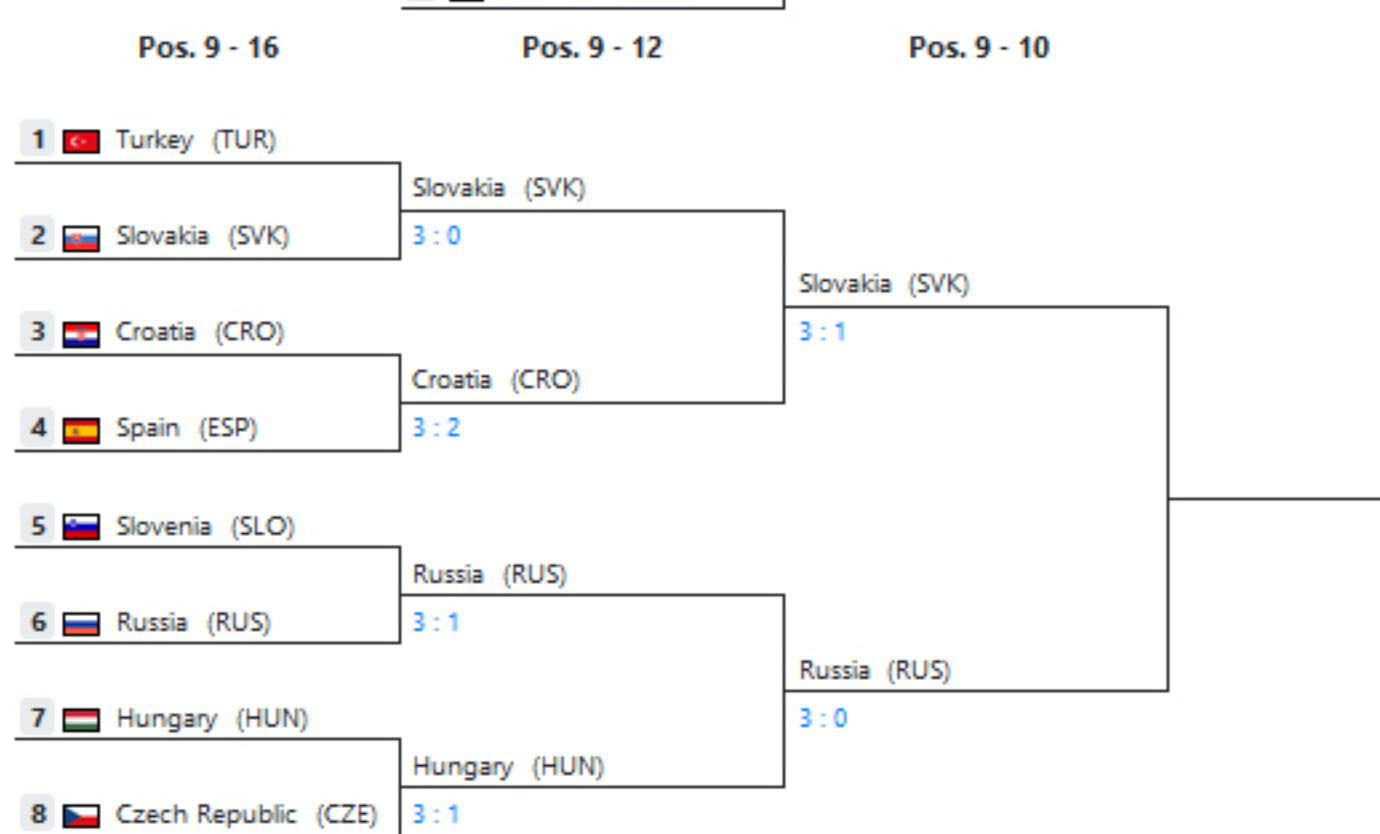 Pos. 9 - 16 Pos. 9 - 12 Pos. 9 - 10
1 Turkey (TUR)
Slovakia (SVK)
2 Slovakia (SVK) 3 : 0
Slovakia (SVK)
3 Croatia (CRO) 3 : 1
Croatia (CRO)
4 Spain (ESP) 3 : 2
5 Slovenia (SLO)
Russia (RUS)
6 Russia (RUS) 3 : 1
Russia (RUS)
7 Hungary (HUN) 3 : 0
Hungary (HUN)
8 Czech Republic (CZE) 3 : 1